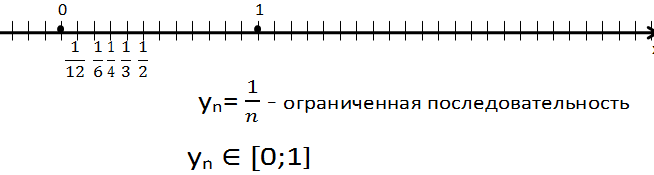 0 1
1/12 1/6 1/4 1/3 1/2
yₙ= 1/n – ограниченная последовательность
yₙ ∈ [0;1]